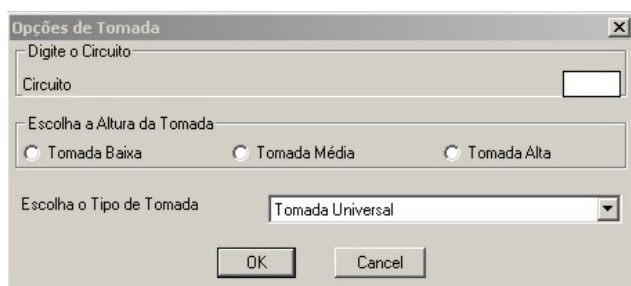 Opções de Tomada
Digite o Circuito
Circuito
Escolha a Altura da Tomada
Tomada Baixa Tomada Média Tomada Alta
Escolha o Tipo de Tomada Tomada Universal
OK Cancel